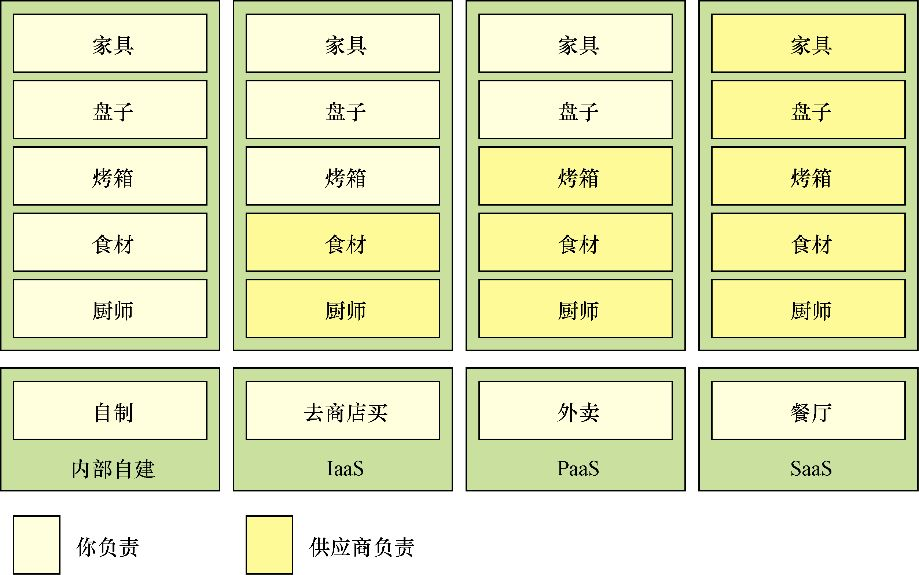 家具 家具 家具 家具
盘子 盘子 盘子 盘子
烤箱 烤箱 烤箱 烤箱
食材 食材 食材 食材
厨师 厨师 厨师 厨师
自制 去商店买 外卖 餐厅
内部自建 IaaS PaaS SaaS
你负责 供应商负责